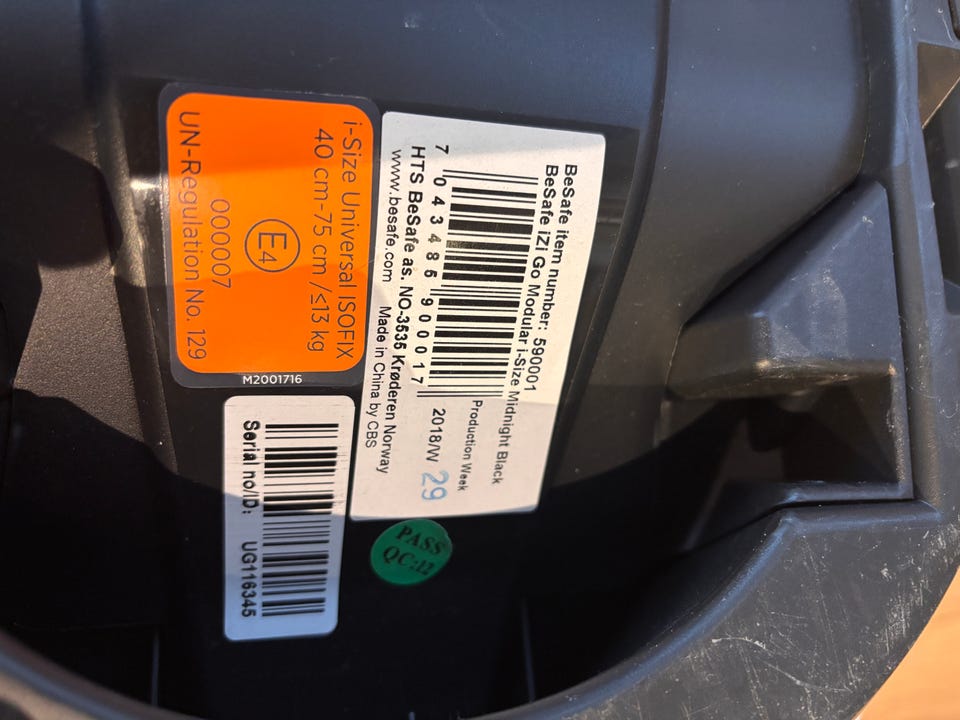 BeSafe item number: 590001
BeSafe iZi Go Modular i-Size Midnight Black
7 043485 900017
Production Week
2018/W 29
HTS BeSafe as. NO-3535 Krøderen Norway
www.besafe.com Made in China by CBS
i-Size Universal ISOFIX
40 cm-75 cm /≤13 kg
E4
000007
UN-Regulation No. 129
M2001716
Serial no/ID: UG116345
PASS
QC:12